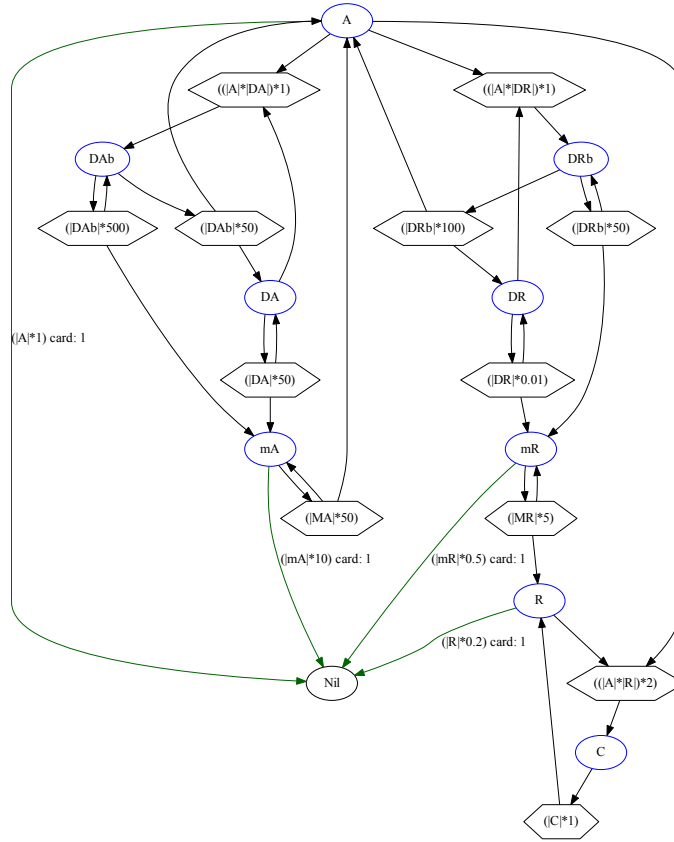 A
((|A|*|DA|)*1)
((|A|*|DR|)*1)
DAb
DRb
(|DAb|*500)
(|DAb|*50)
(|DRb|*100)
(|DRb|*50)
DA
DR
(|A|*1) card: 1
(|DA|*50)
(|DR|*0.01)
mA
mR
(|MA|*50)
(|MR|*5)
(|mA|*10) card: 1
(|mR|*0.5) card: 1
R
(|R|*0.2) card: 1
Nil
((|A|*|R|)*2)
C
(|C|*1)